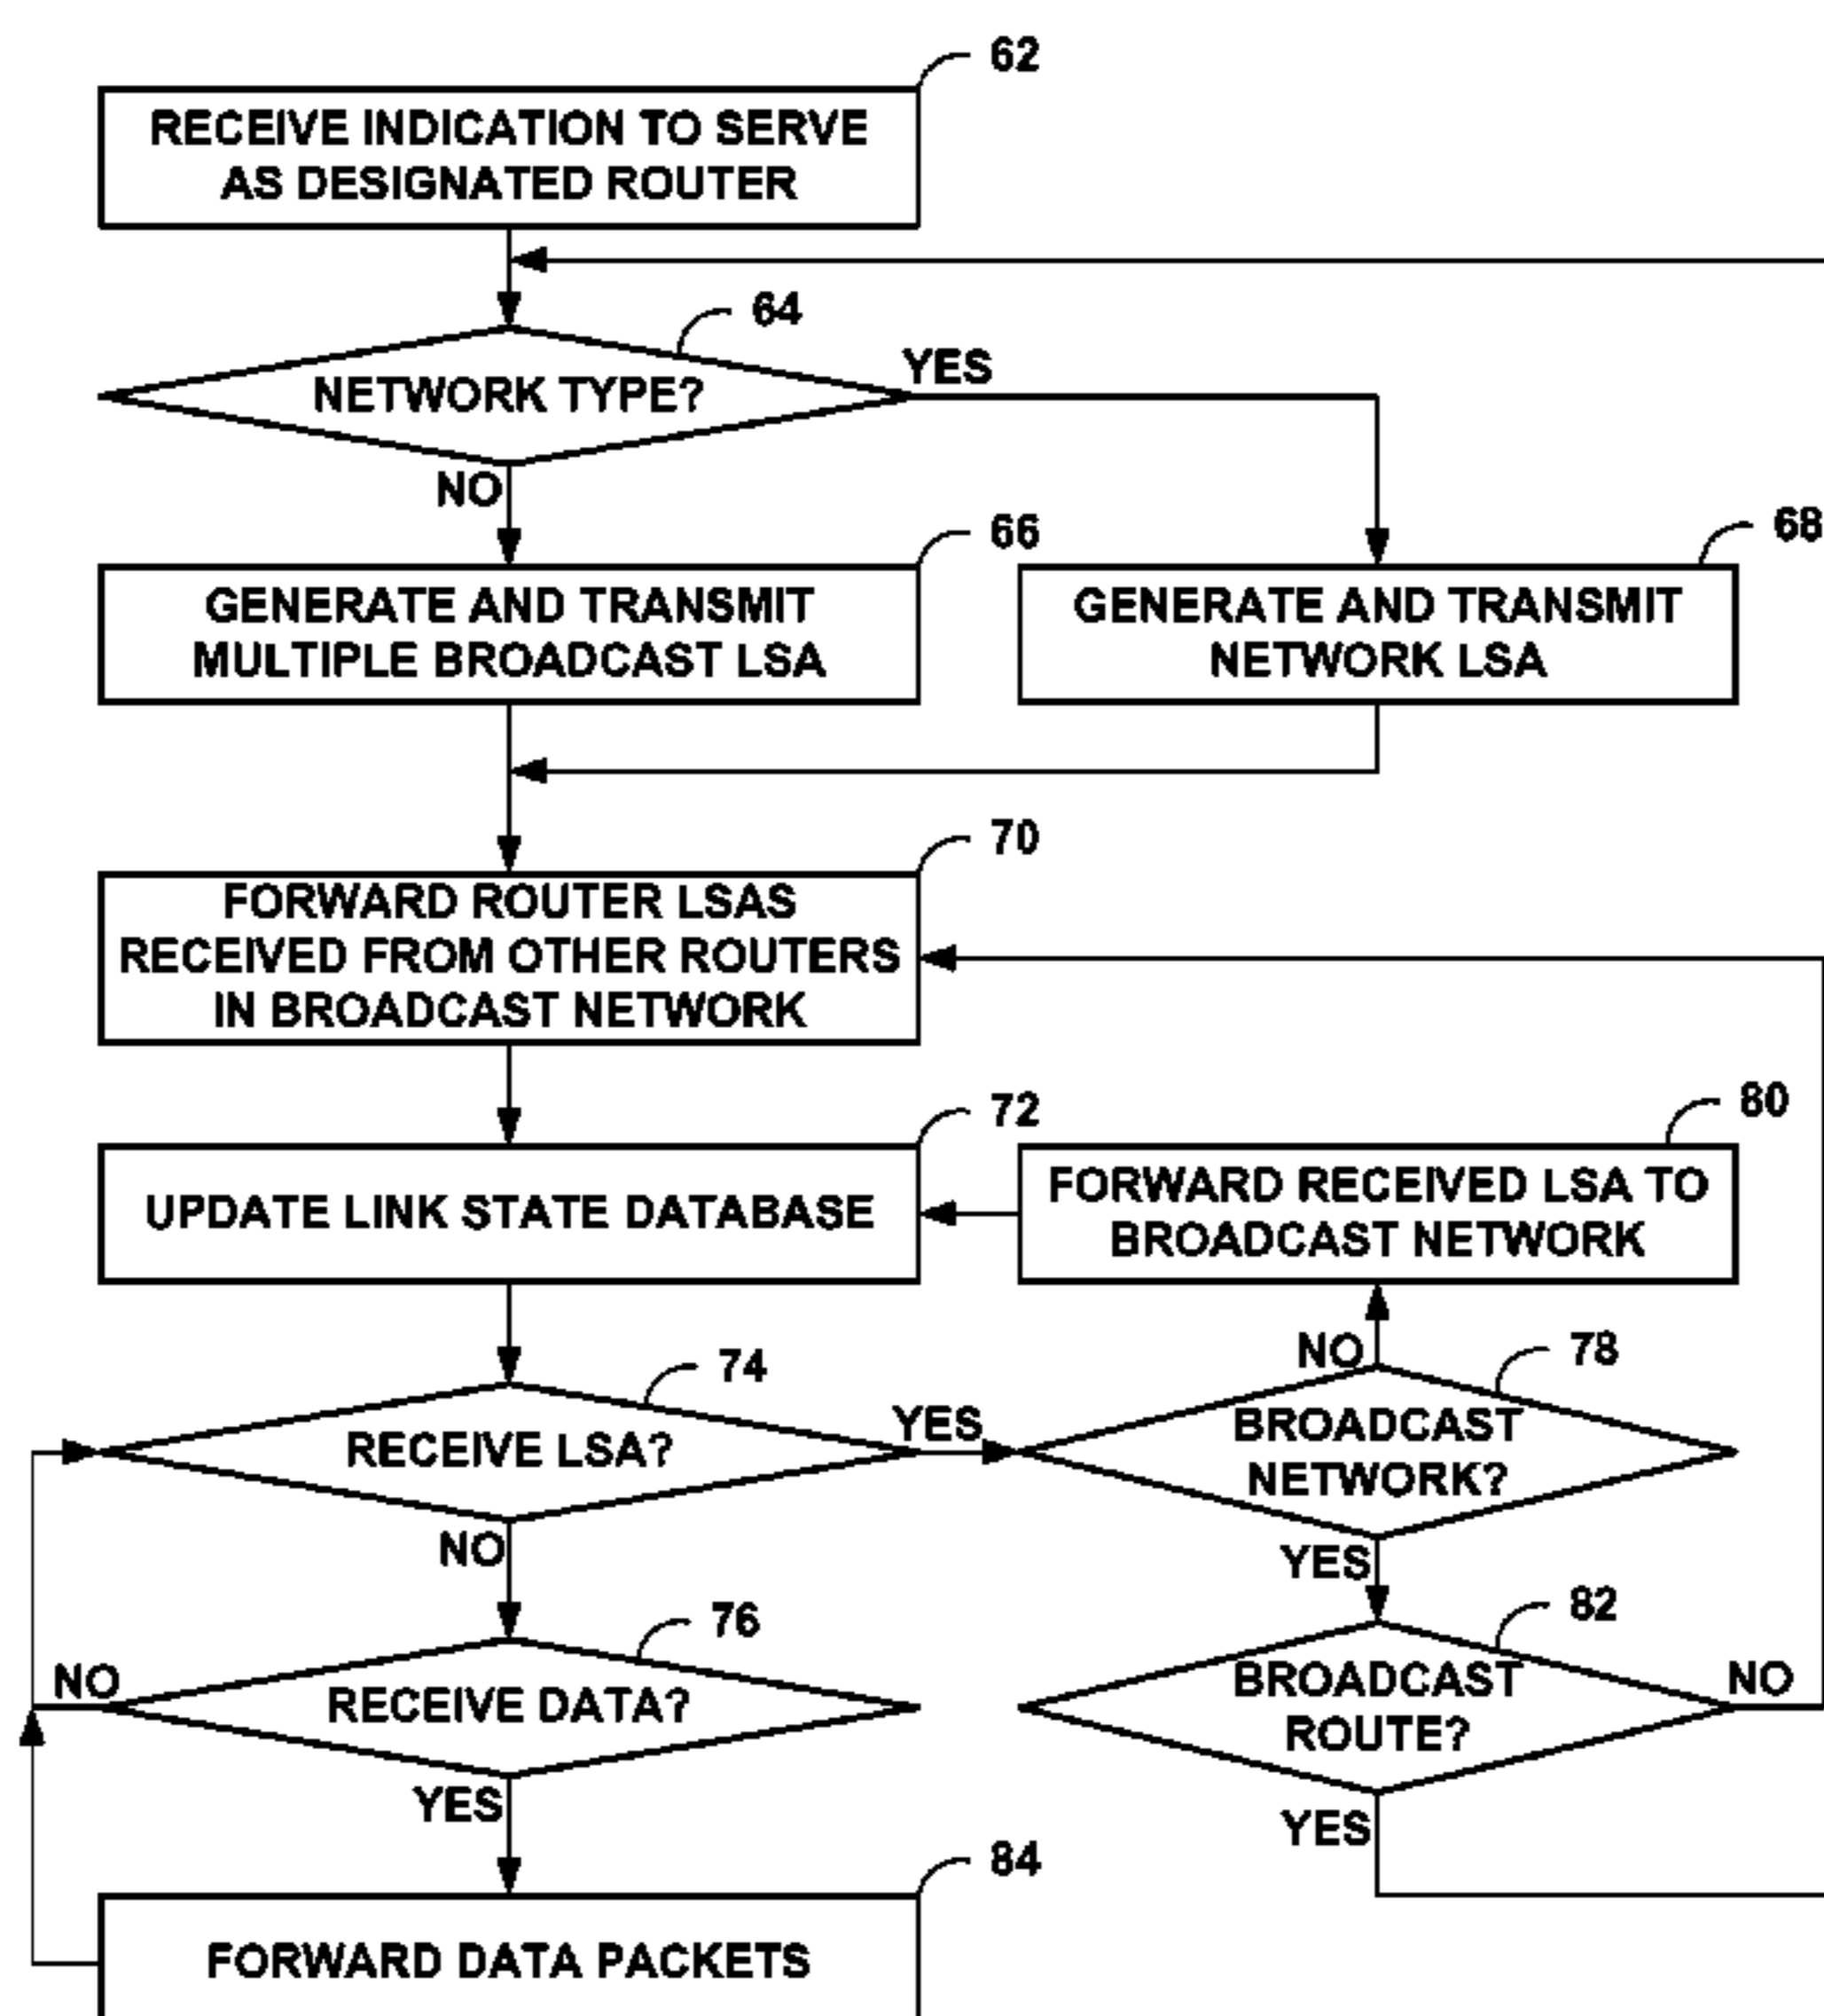 62
RECEIVE INDICATION TO SERVE
AS DESIGNATED ROUTER
64
NETWORK TYPE?
YES
NO
66
GENERATE AND TRANSMIT
MULTIPLE BROADCAST LSA
68
GENERATE AND TRANSMIT
NETWORK LSA
70
FORWARD ROUTER LSAS
RECEIVED FROM OTHER ROUTERS
IN BROADCAST NETWORK
72
UPDATE LINK STATE DATABASE
80
FORWARD RECEIVED LSA TO
BROADCAST NETWORK
74
RECEIVE LSA?
YES
NO
78
BROADCAST
NETWORK?
NO
YES
76
RECEIVE DATA?
NO
YES
82
BROADCAST
ROUTE?
NO
YES
84
FORWARD DATA PACKETS